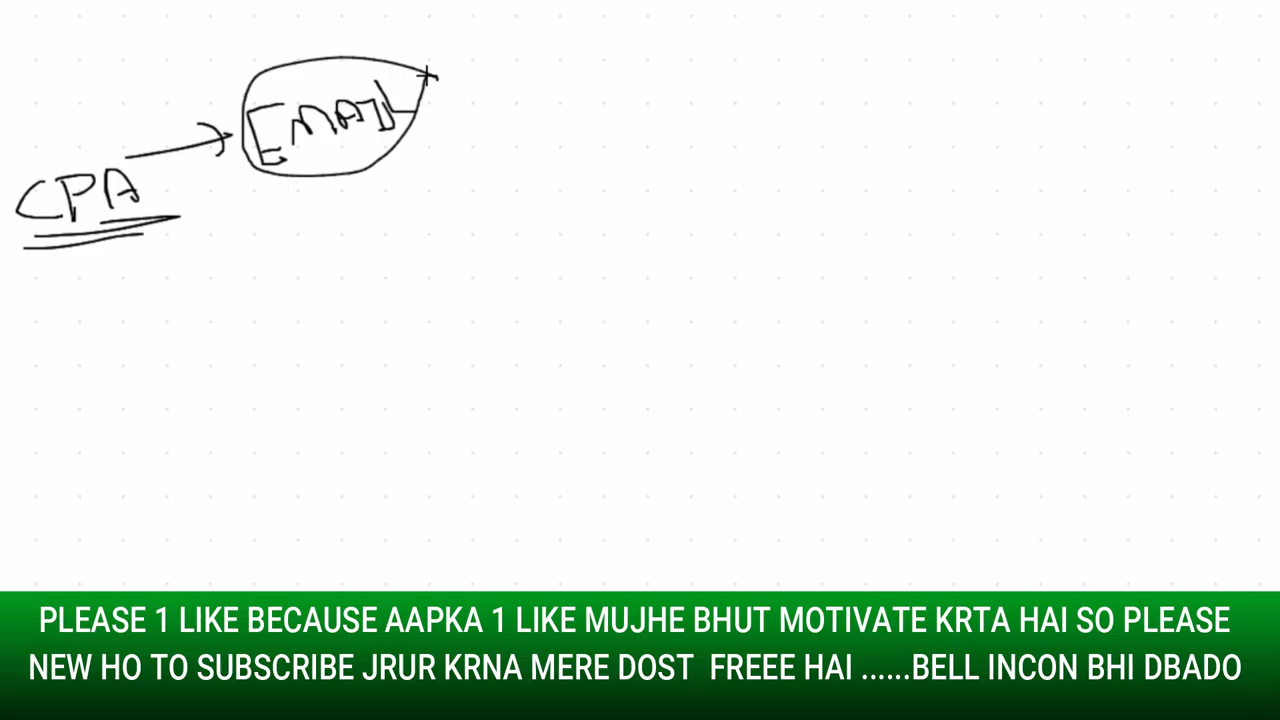 EMAIL
CPA
PLEASE 1 LIKE BECAUSE AAPKA 1 LIKE MUJHE BHUT MOTIVATE KRTA HAI SO PLEASE
NEW HO TO SUBSCRIBE JRUR KRNA MERE DOST FREEE HAI ......BELL INCON BHI DBADO